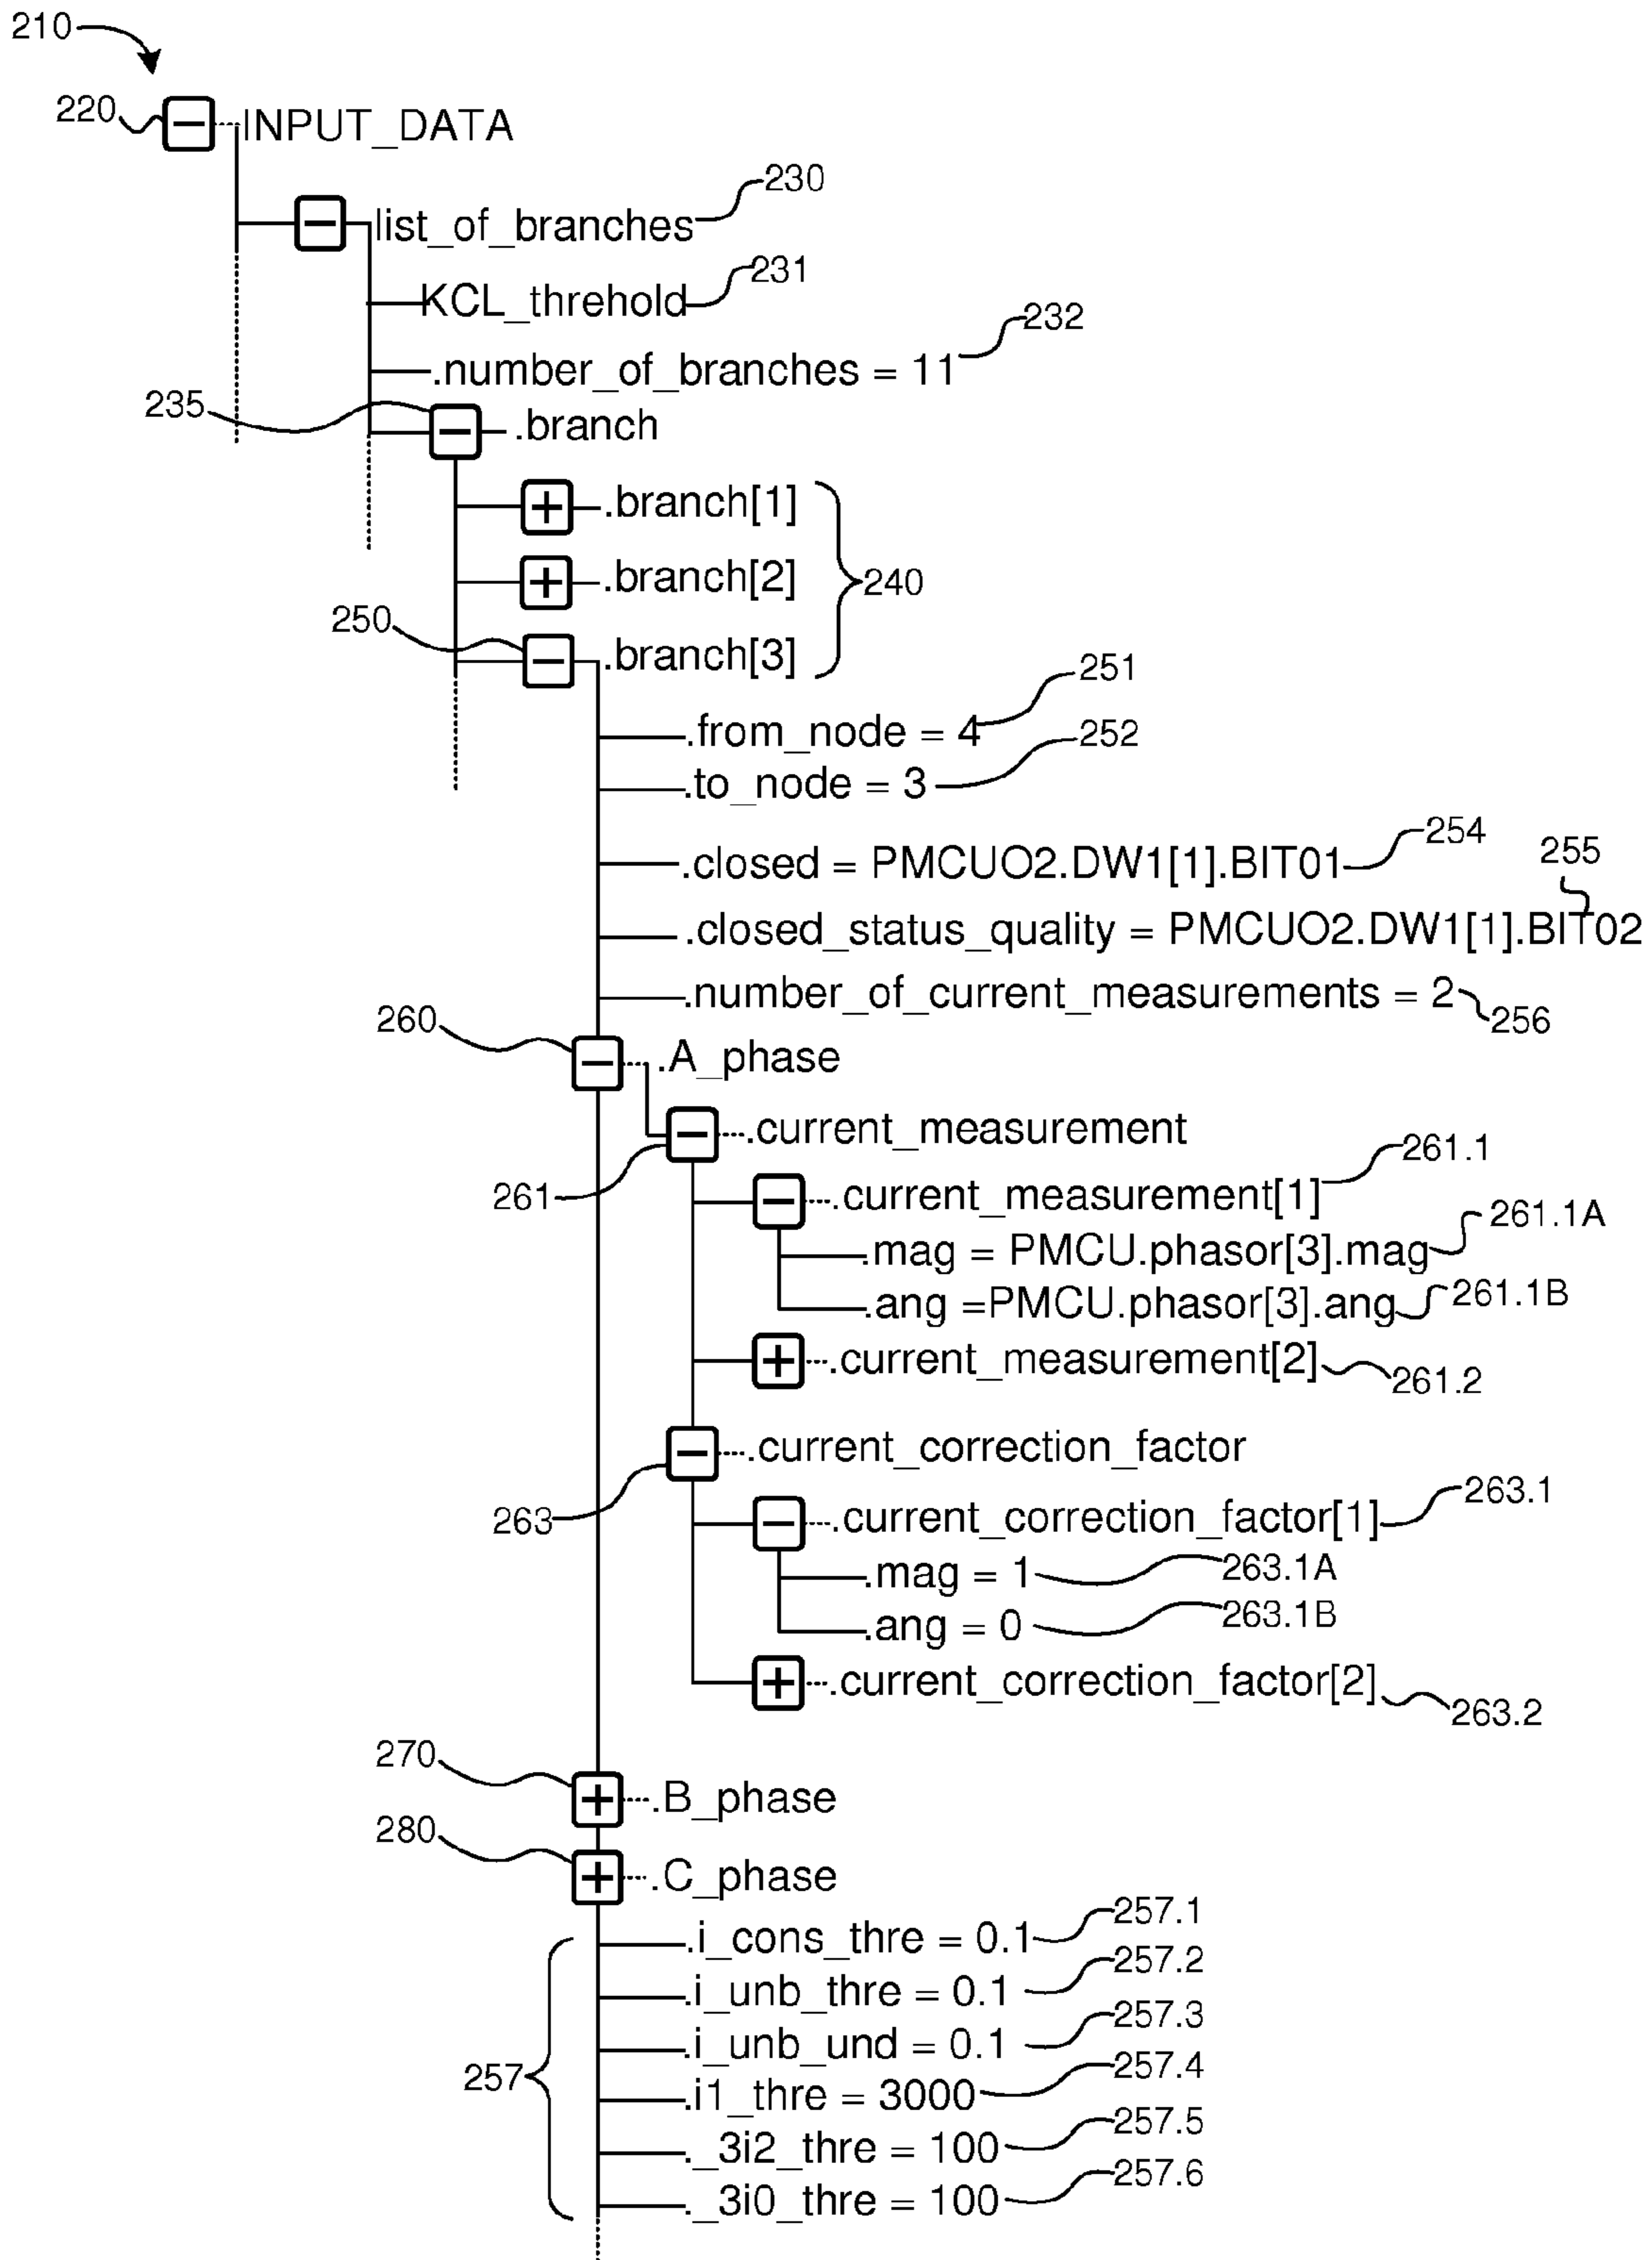 210
220 INPUT_DATA
230
list_of_branches
231
KCL_threhold
232
.number_of_branches = 11
235 .branch
.branch[1]
.branch[2] 240
250 .branch[3]
251
.from_node = 4
252
.to_node = 3
254
.closed = PMCUO2.DW1[1].BIT01
255
.closed_status_quality = PMCUO2.DW1[1].BIT02
.number_of_current_measurements = 2
256
260 .A_phase
.current_measurement
261.1
261 .current_measurement[1]
261.1A
.mag = PMCU.phasor[3].mag
261.1B
.ang =PMCU.phasor[3].ang
.current_measurement[2]
261.2
.current_correction_factor
263.1
263 .current_correction_factor[1]
.mag = 1 263.1A
.ang = 0 263.1B
.current_correction_factor[2]
263.2
270 .B_phase
280 .C_phase
.i_cons_thre = 0.1 257.1
.i_unb_thre = 0.1 257.2
.i_unb_und = 0.1 257.3
257
.i1_thre = 3000 257.4
._3i2_thre = 100 257.5
._3i0_thre = 100 257.6